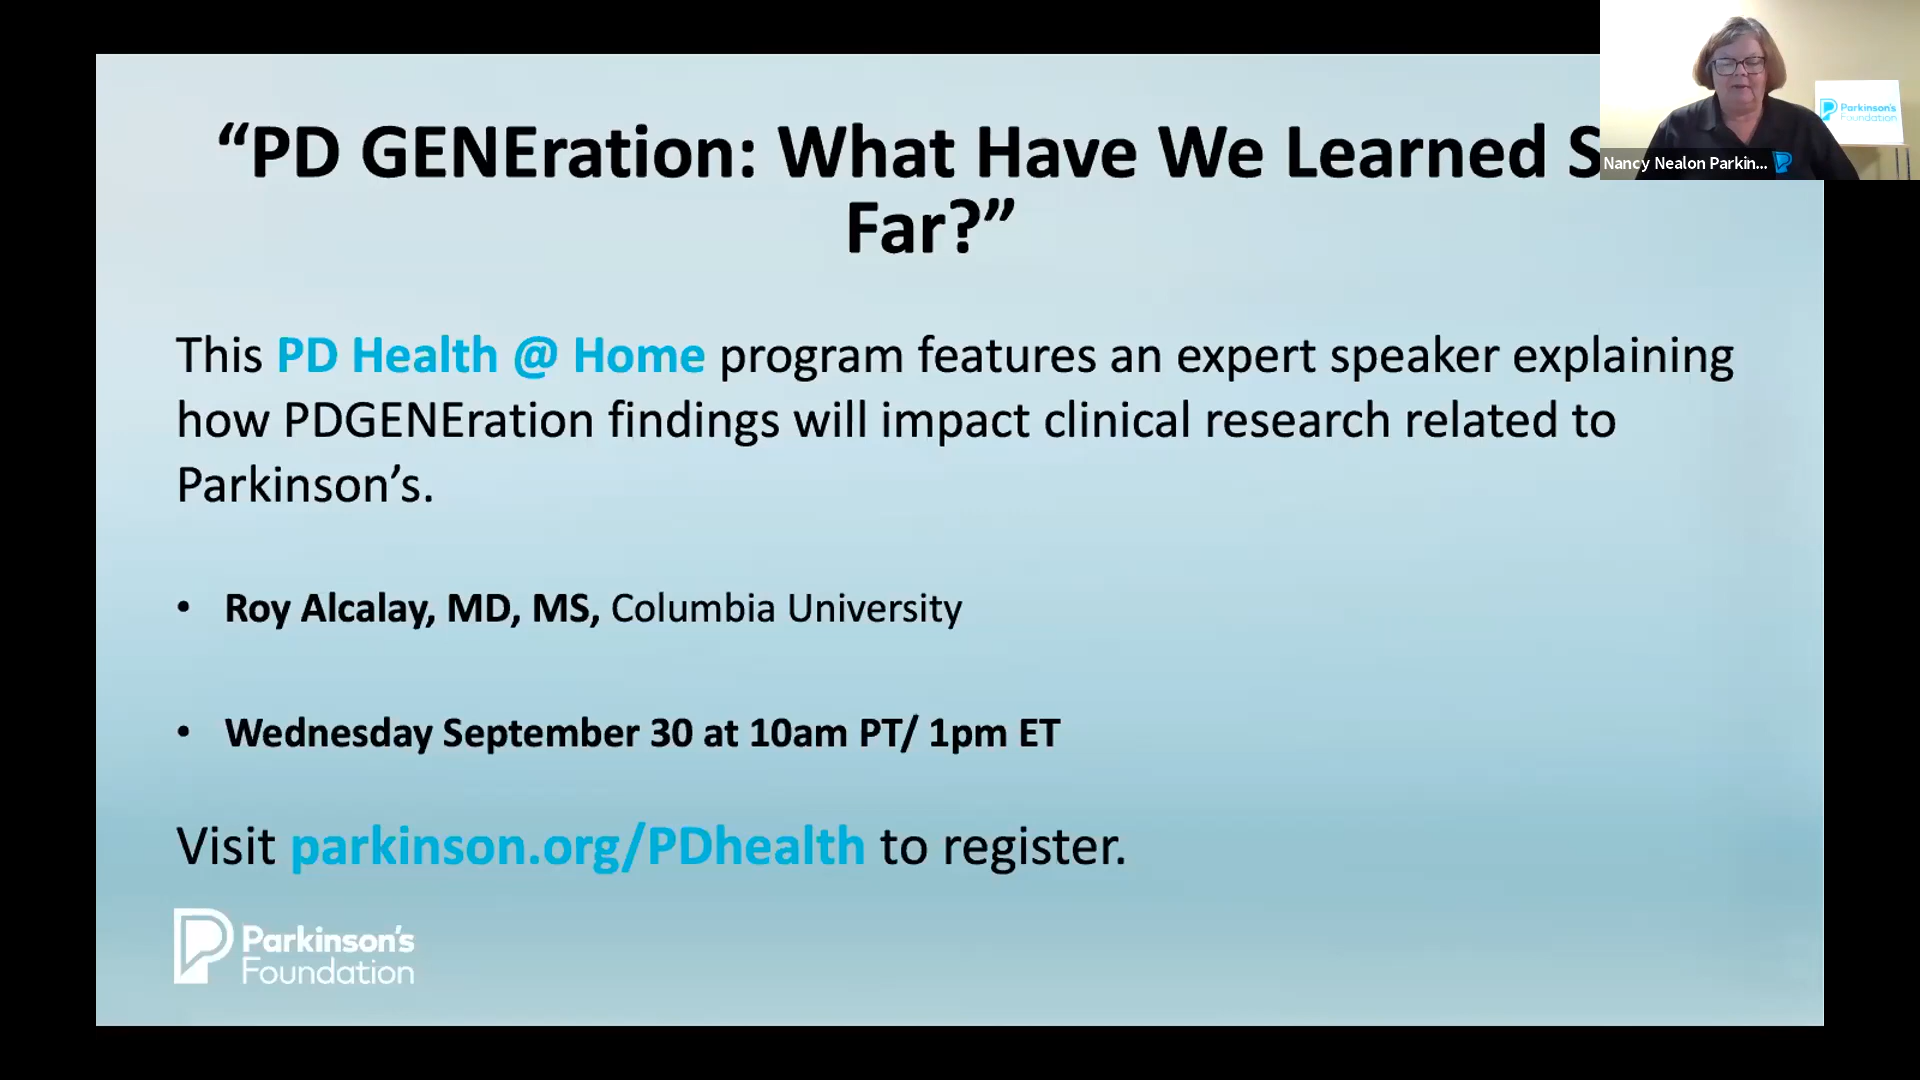 “PD GENEration: What Have We Learned S
Far?”
Parkinson's
Foundation
Nancy Nealon Parkin...
This PD Health @ Home program features an expert speaker explaining
how PDGENEration findings will impact clinical research related to
Parkinson’s.
• Roy Alcalay, MD, MS, Columbia University
• Wednesday September 30 at 10am PT/ 1pm ET
Visit parkinson.org/PDhealth to register.
Parkinson's
Foundation